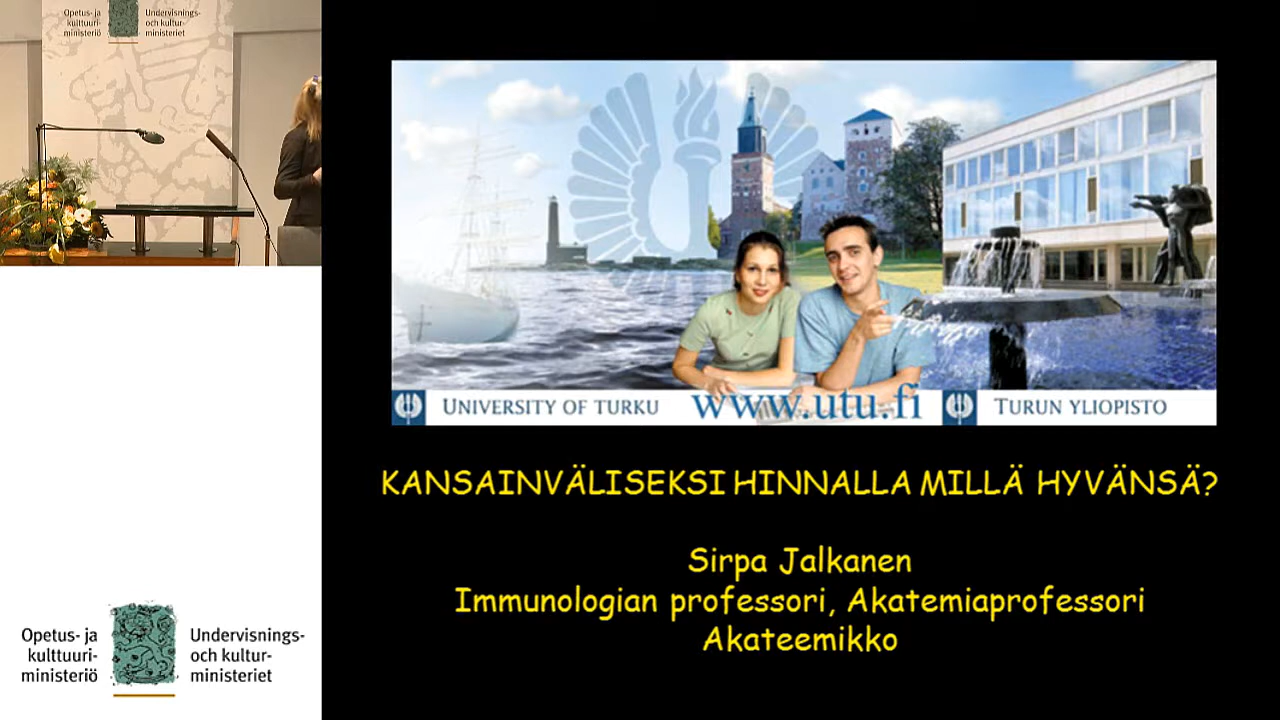 Opetus- ja
kulttuuri-
ministeriö
Undervisnings-
och kultur-
ministeriet
UNIVERSITY OF TURKU
www.utu.fi
TURUN YLIOPISTO
KANSAINVÄLISEKSI HINNALLA MILLÄ HYVÄNSÄ?
Sirpa Jalkanen
Immunologian professori, Akatemiaprofessori
Akateemikko
Opetus- ja
kulttuuri-
ministeriö
Undervisnings-
och kultur-
ministeriet